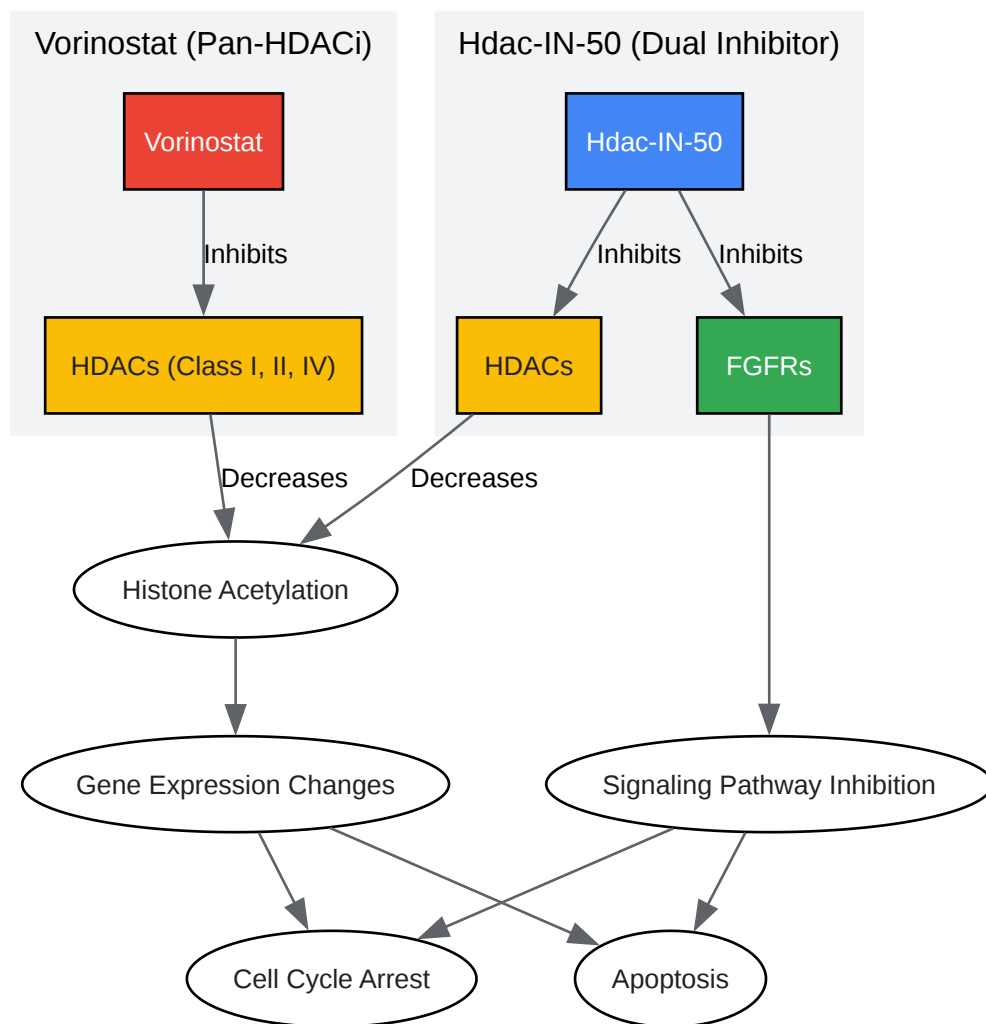 Vorinostat (Pan-HDACi)
Hdac-IN-50 (Dual Inhibitor)
Vorinostat
Hdac-IN-50
Inhibits
Inhibits
Inhibits
HDACs (Class I, II, IV)
HDACs
FGFRs
Decreases
Decreases
Histone Acetylation
Gene Expression Changes
Signaling Pathway Inhibition
Cell Cycle Arrest
Apoptosis